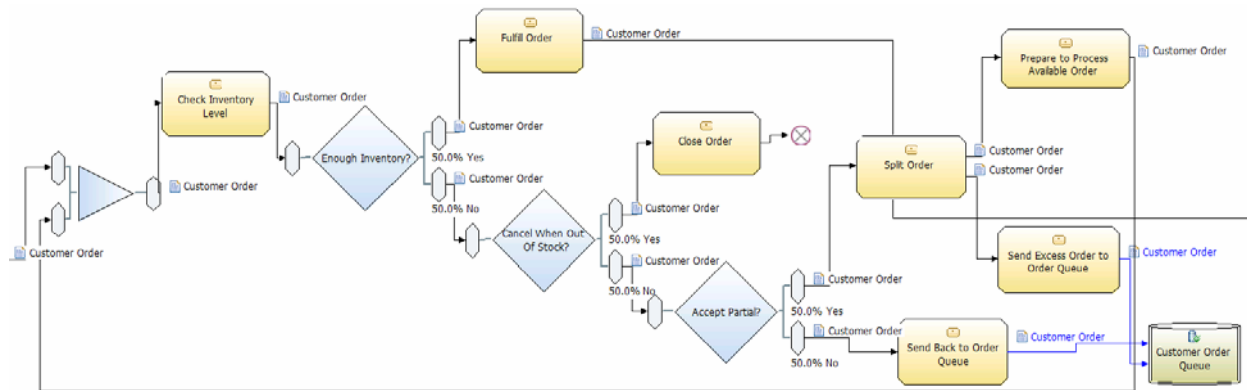 Fulfill Order
Customer Order
Prepare to Process
Available Order
Customer Order
Check Inventory
Level
Customer Order
Customer Order
Close Order
Enough Inventory?
50.0% Yes
Customer Order
50.0% No
Customer Order
Split Order
Customer Order
Customer Order
Customer Order
Customer Order
Cancel When Out
Of Stock?
50.0% Yes
Customer Order
50.0% No
Customer Order
Customer Order
Send Excess Order to
Order Queue
Customer Order
Accept Partial?
50.0% Yes
Customer Order
50.0% No
Send Back to Order
Queue
Customer Order
Customer Order
Queue